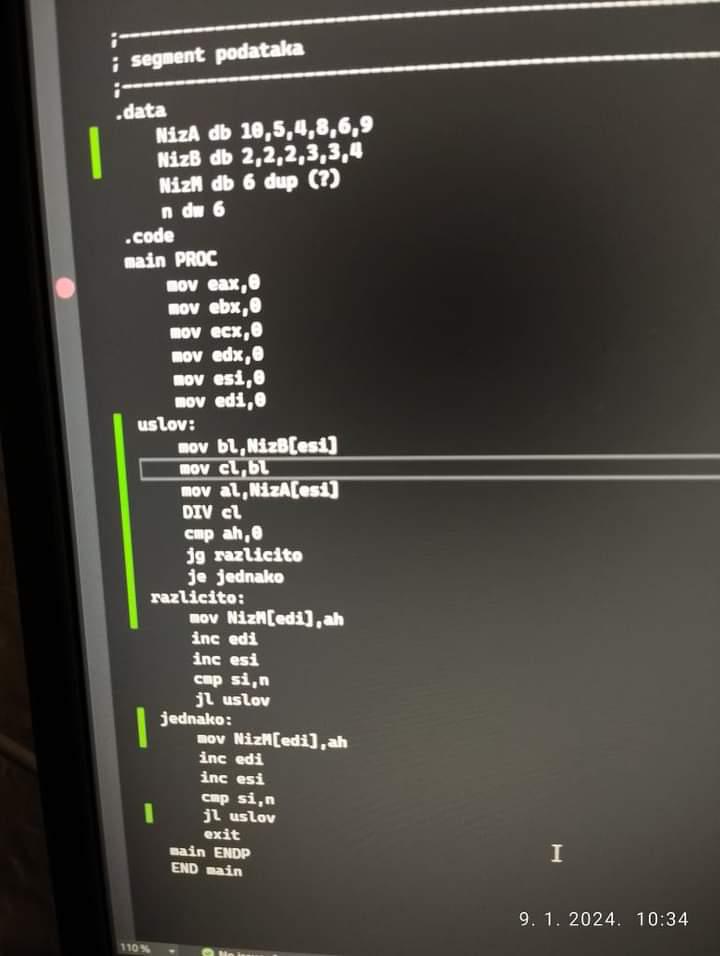 ;---------------------------------------------
; segment podataka
;---------------------------------------------
.data
NizA db 10,5,4,8,6,9
NizB db 2,2,2,3,3,4
NizM db 6 dup (?)
n dw 6
.code
main PROC
mov eax,0
mov ebx,0
mov ecx,0
mov edx,0
mov esi,0
mov edi,0
uslov:
mov bl,NizB[esi]
mov cl,bl
mov al,NizA[esi]
DIV cl
cmp ah,0
jg razlicito
je jednako
razlicito:
mov NizM[edi],ah
inc edi
inc esi
cmp si,n
jl uslov
jednako:
mov NizM[edi],ah
inc edi
inc esi
cmp si,n
jl uslov
exit
main ENDP
END main
9. 1. 2024. 10:34
110 %
No